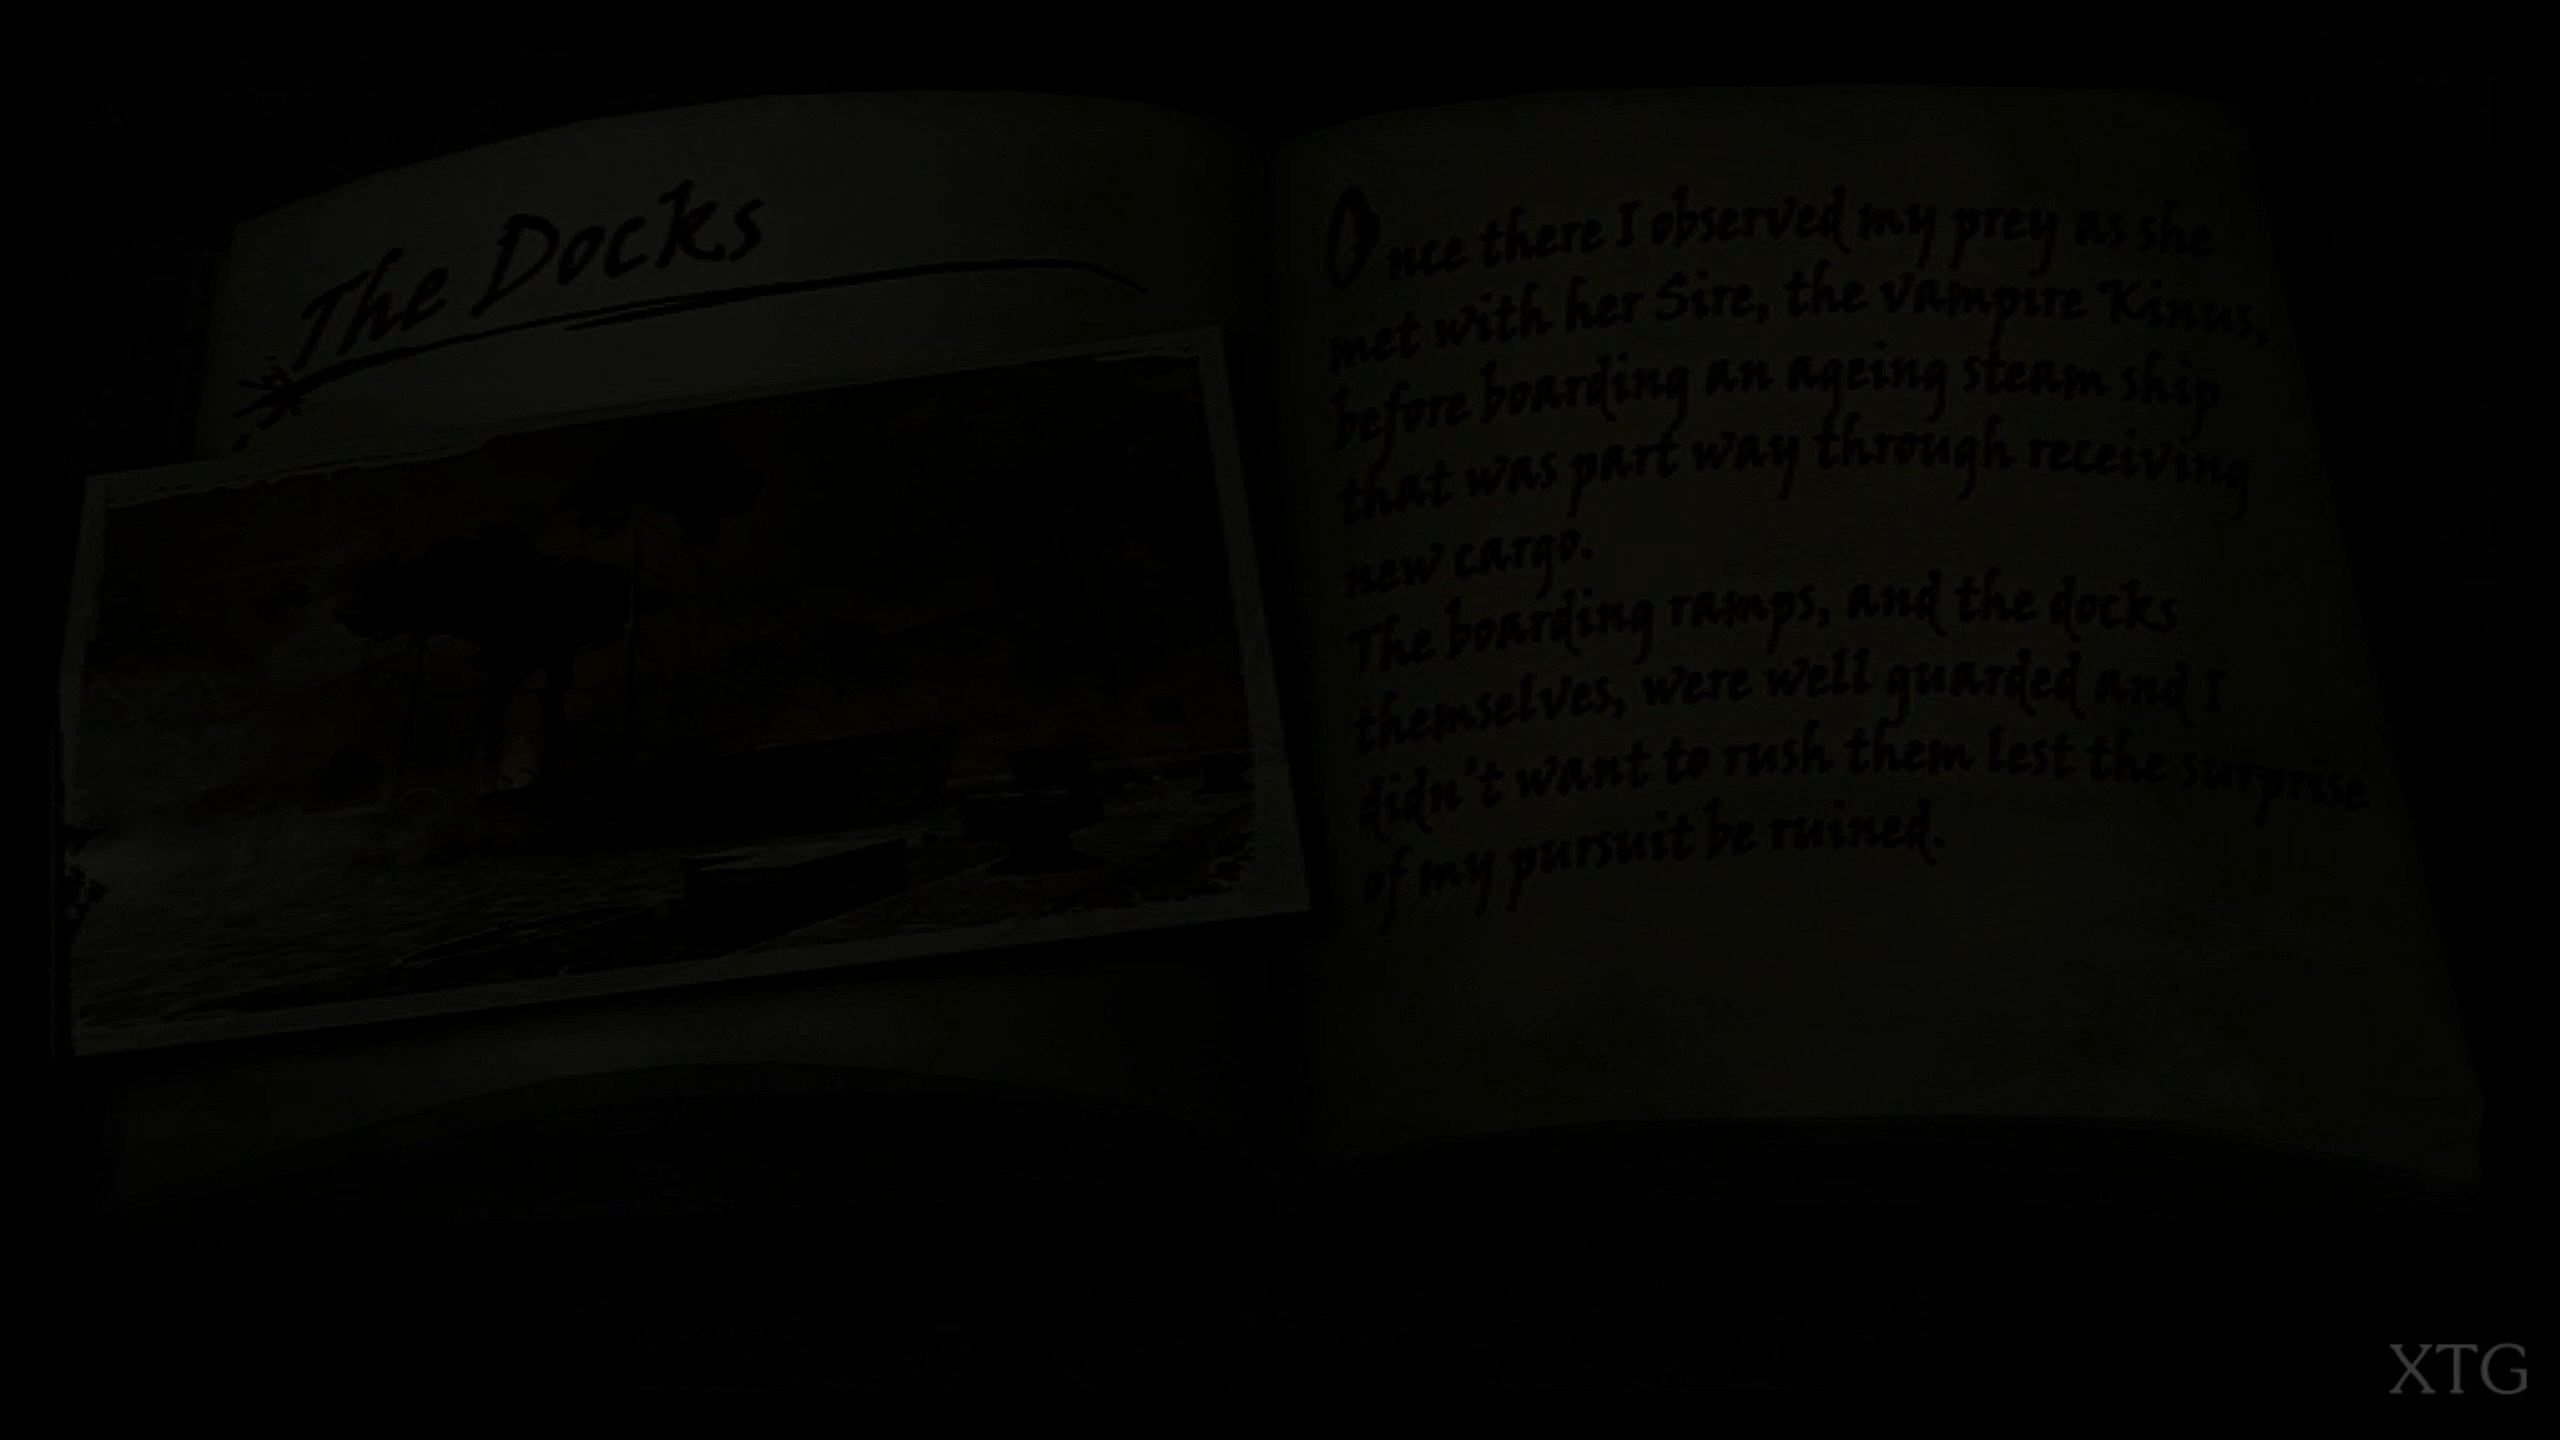 The Docks
Once there I observed my prey as she
met with her Sire, the vampire Kinus,
before boarding an ageing steam ship
that was part way through receiving
new cargo.
The boarding ramps, and the docks
themselves, were well guarded and I
didn't want to rush them lest the surprise
of my pursuit be ruined.
XTG